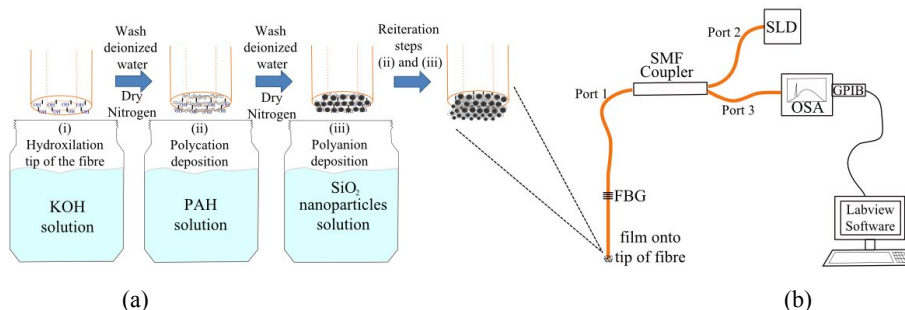 Wash
deionized
water
Dry
Nitrogen
Wash
deionized
water
Dry
Nitrogen
Reiteration
steps
(ii) and (iii)
(i)
Hydroxilation
tip of the fibre
KOH
solution
(ii)
Polycation
deposition
PAH
solution
(iii)
Polyanion
deposition
SiO₂
nanoparticles
solution
(a)
SLD
Port 2
SMF
Coupler
Port 1
Port 3
OSA
GPIB
FBG
film onto
tip of fibre
Labview
Software
(b)